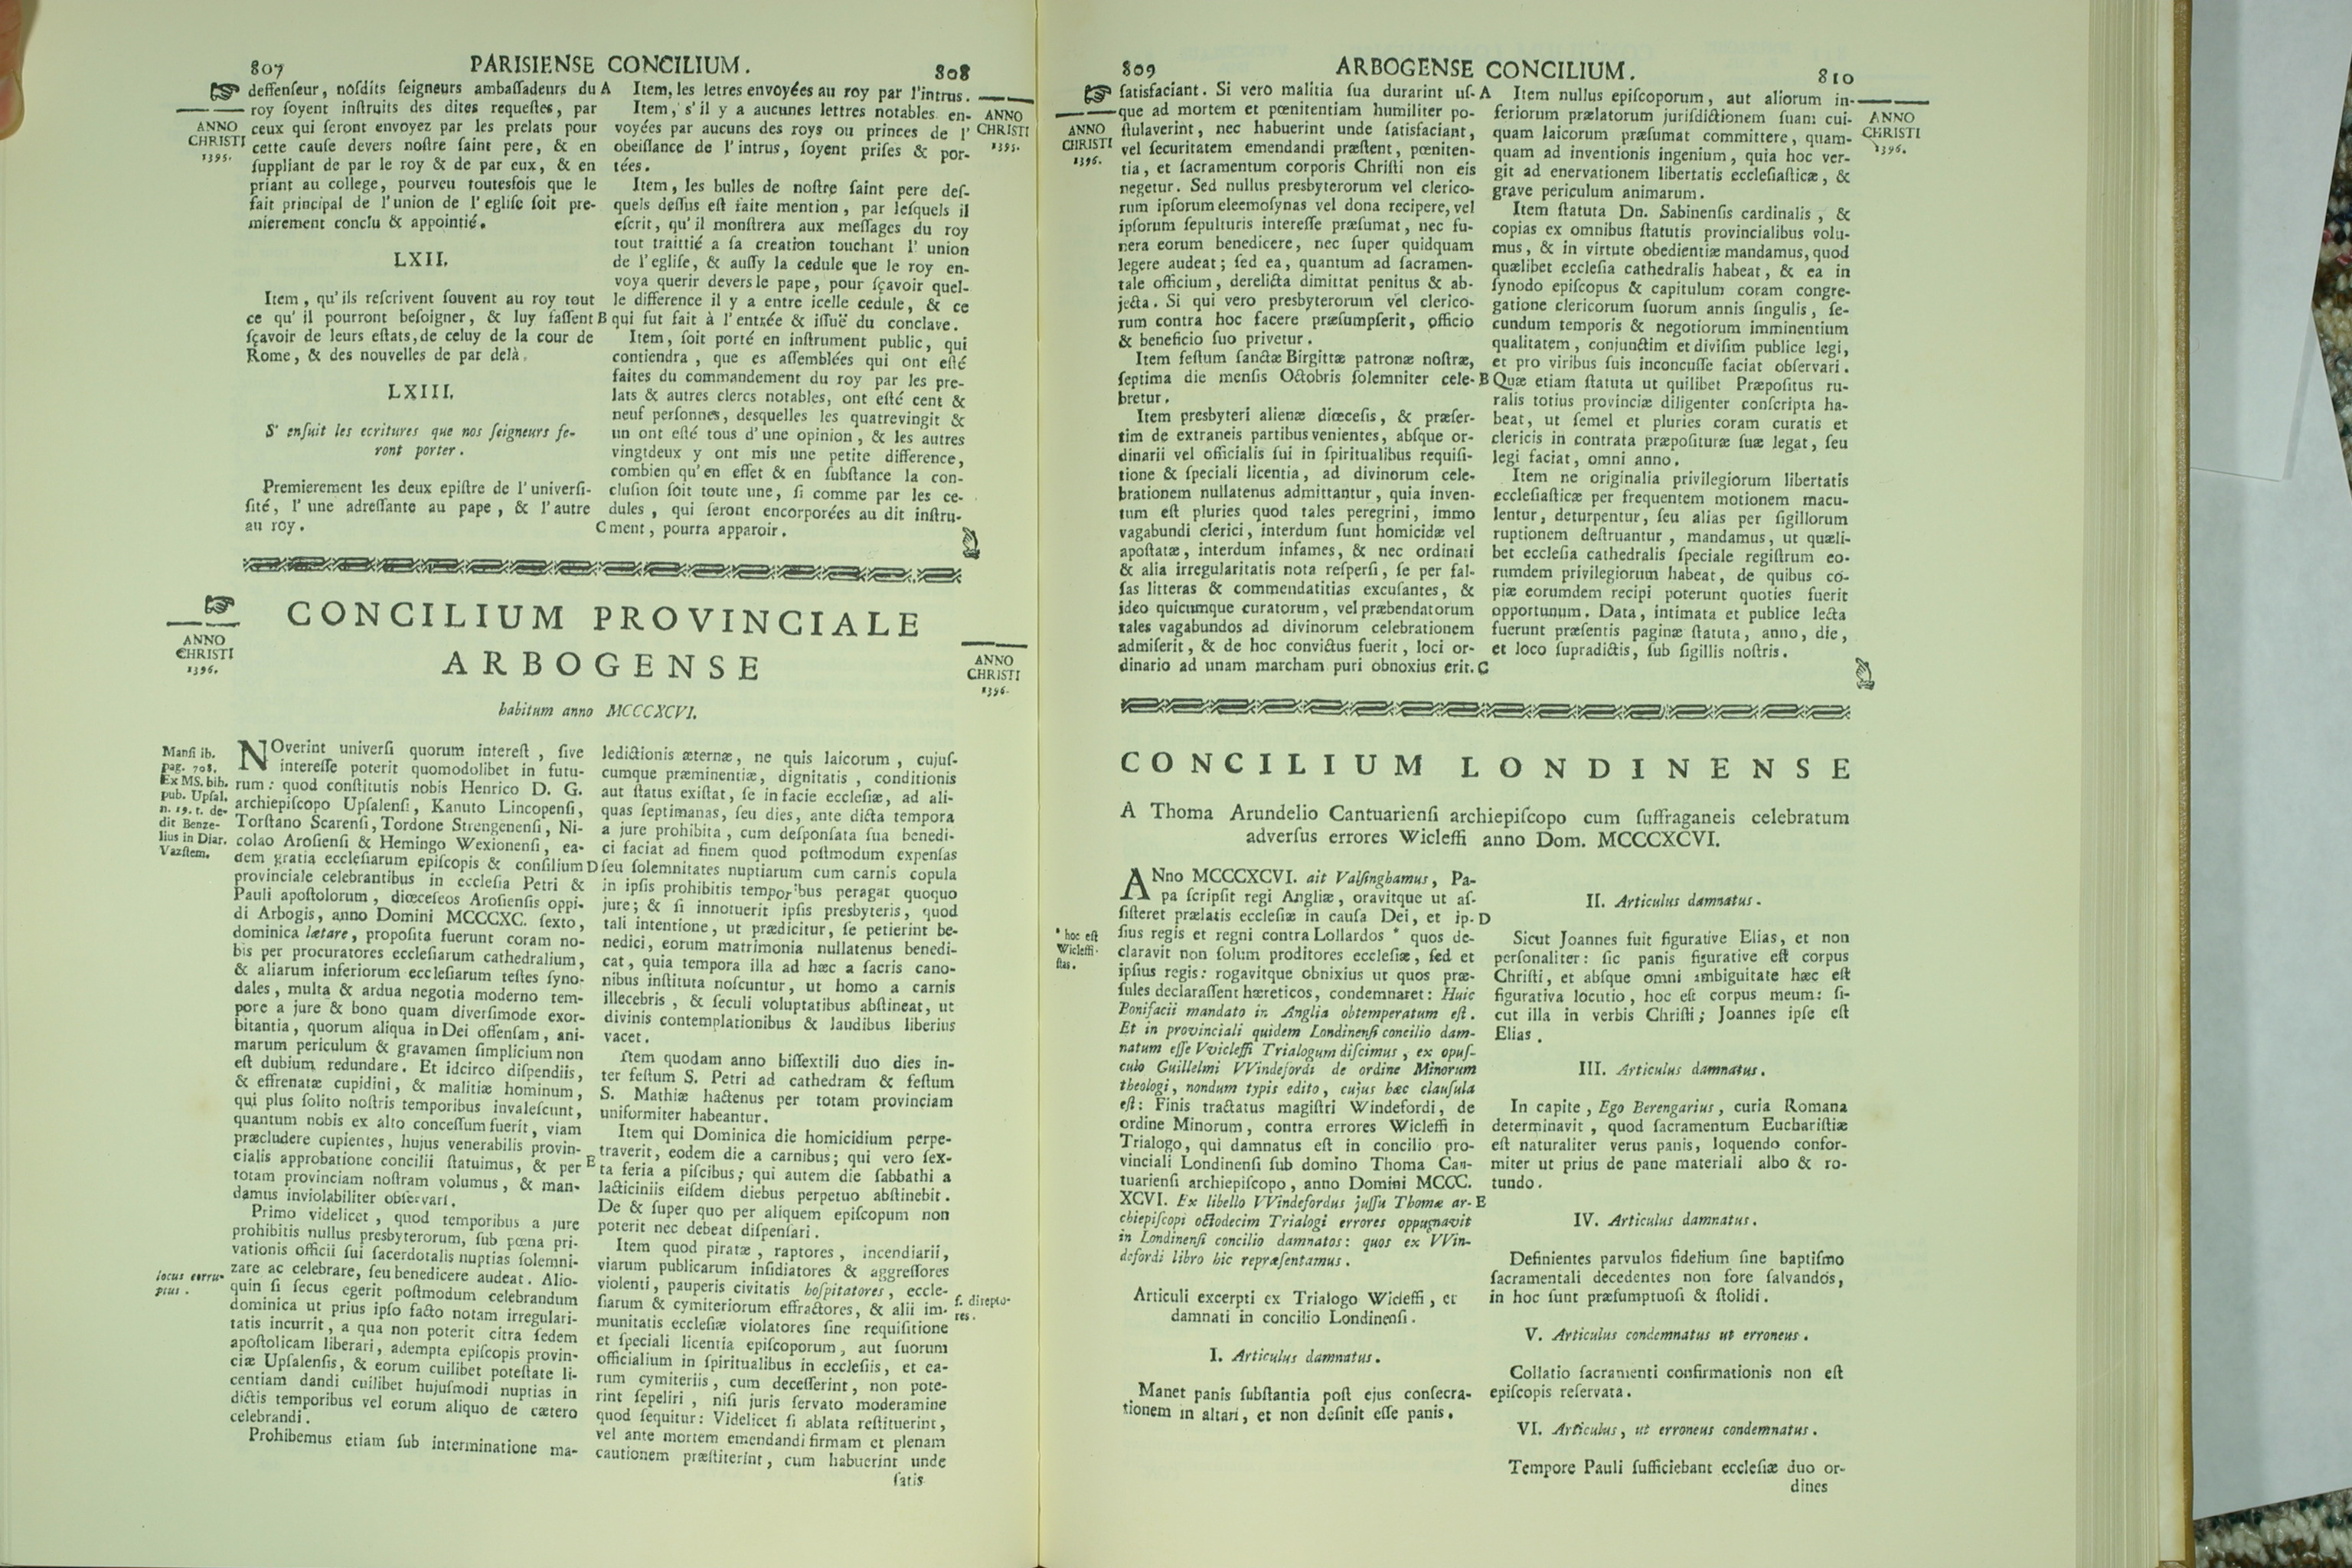 807
PARISIENSE CONCILIUM.
808
ANNO
CHRISTI
1395.
deffenſeur, noſdits ſeigneurs ambaſſadeurs du A
roy ſoyent inſtruits des dites requeſtes, par
ceux qui ſeront envoyez par les prelats pour
cette cauſe devers noſtre ſaint pere, & en
ſuppliant de par le roy & de par eux, & en
priant au college, pourveu toutesfois que le
fait principal de l'union de l'egliſe ſoit pre-
mierement conclu & appointié.
LXII.
Item, qu'ils reſcrivent ſouvent au roy tout
ce qu'il pourront beſoigner, & luy faſſent B
ſçavoir de leurs eſtats, de celuy de la cour de
Rome, & des nouvelles de par delà.
LXIII.
S' enſuit les ecritures que nos ſeigneurs ſe-
ront porter.
Premierement les deux epiſtre de l'univerſi-
ſité, l'une adreſſante au pape, & l'autre
au roy. C
Item, les letres envoyées au roy par l'intrus.
Item, s'il y a aucunes lettres notables en-
voyées par aucuns des roys ou princes de l'
obeiſſance de l'intrus, ſoyent priſes & por-
tées.
Item, les bulles de noſtre ſaint pere deſ-
quels deſſus eſt faite mention, par leſquels il
eſcrit, qu'il monſtrera aux meſſages du roy
tout traittié a ſa creation touchant l'union
de l'egliſe, & auſſy la cedule que le roy en-
voya querir devers le pape, pour ſçavoir quel-
le difference il y a entre icelle cedule, & ce
qui fut fait à l'entrée & iſſuë du conclave.
Item, ſoit porté en inſtrument public, qui
contiendra, que es aſſemblées qui ont eſté
faites du commandement du roy par les pre-
lats & autres clercs notables, ont eſté cent &
neuf perſonnes, desquelles les quatrevingt &
un ont eſté tous d'une opinion, & les autres
vingtdeux y ont mis une petite difference,
combien qu'en effet & en ſubſtance la con-
cluſion ſoit toute une, ſi comme par les ce-
dules, qui ſeront encorporées au dit inſtru-
ment, pourra apparoir.
ANNO
CHRISTI
1395.
CONCILIUM PROVINCIALE
ARBOGENSE
habitum anno MCCCXCVI.
ANNO
CHRISTI
1396.
ANNO
CHRISTI
1396.
Manſi ib.
pag. 708.
Ex MS. bib.
pub. Upſal.
n. 19. t. de-
dit Benze-
lius in Diar.
Vazſtem.
NOverint univerſi quorum intereſt, ſive
intereſſe poterit quomodolibet in futu-
rum: quod conſtitutis nobis Henrico D. G.
archiepiſcopo Upſalenſi, Kanuto Lincopenſi,
Torſtano Scarenſi, Tordone Strengenenſi, Ni-
colao Aroſienſi & Hemingo Wexionenſi, ea-
dem gratia eccleſiarum epiſcopis & conſilium D
provinciale celebrantibus in eccleſia Petri &
Pauli apoſtolorum, diœceſeos Aroſienſis oppi-
di Arbogis, anno Domini MCCCXC. ſexto,
dominica lætare, propoſita fuerunt coram no-
bis per procuratores eccleſiarum cathedralium,
& aliarum inferiorum eccleſiarum teſtes ſyno-
dales, multa & ardua negotia moderno tem-
pore a jure & bono quam diverſimode exor-
bitantia, quorum aliqua in Dei offenſam, ani-
marum periculum & gravamen ſimplicium non
eſt dubium redundare. Et idcirco diſpendiis,
& effrenatæ cupidini, & malitiæ hominum,
qui plus ſolito noſtris temporibus invaleſcunt,
quantum nobis ex alto conceſſum fuerit, viam
præcludere cupientes, hujus venerabilis provin-
cialis approbatione concilii ſtatuimus, & per E
totam provinciam noſtram volumus, & man-
damus inviolabiliter obſervari.
Primo videlicet, quod temporibus a jure
prohibitis nullus presbyterorum, ſub pœna pri-
vationis officii ſui ſacerdotalis nuptias ſolemni-
zare ac celebrare, ſeu benedicere audeat. Alio-
quin ſi ſecus egerit poſtmodum celebrandum
dominica ut prius ipſo facto notam irregulari-
tatis incurrit, a qua non poterit citra ſedem
apoſtolicam liberari, adempta epiſcopis provin-
ciæ Upſalenſis, & eorum cuilibet poteſtate li-
centiam dandi cuilibet hujuſmodi nuptias in
dictis temporibus vel eorum aliquo de cætero
celebrandi.
Prohibemus etiam ſub interminatione ma-
locus corru-
ptus.
ledictionis æternæ, ne quis laicorum, cujuſ-
cumque præminentiæ, dignitatis, conditionis
aut ſtatus exiſtat, ſe in facie eccleſiæ, ad ali-
quas ſeptimanas, ſeu dies, ante dicta tempora
a jure prohibita, cum deſponſata ſua benedi-
ci faciat ad finem quod poſtmodum expenſas
ſeu ſolemnitates nuptiarum cum carnis copula
in ipſis prohibitis temporibus peragat quoquo
jure; & ſi innotuerit ipſis presbyteris, quod
tali intentione, ut prædicitur, ſe petierint be-
nedici, eorum matrimonia nullatenus benedi-
cat, quia tempora illa ad hæc a ſacris cano-
nibus inſtituta noſcuntur, ut homo a carnis
illecebris, & ſeculi voluptatibus abſtineat, ut
divinis contemplationibus & laudibus liberius
vacet.
Item quodam anno biſſextili duo dies in-
ter feſtum S. Petri ad cathedram & feſtum
S. Mathiæ hactenus per totam provinciam
uniformiter habeantur.
Item qui Dominica die homicidium perpe-
traverit, eodem die a carnibus; qui vero ſex-
ta feria a piſcibus; qui autem die ſabbathi a
lacticiniis eiſdem diebus perpetuo abſtinebit.
De & ſuper quo per aliquem epiſcopum non
poterit nec debeat diſpenſari.
Item quod piratæ, raptores, incendiarii,
viarum publicarum inſidiatores & aggreſſores
violenti, pauperis civitatis hoſpitatores, eccle-
ſiarum & cymiteriorum effractores, & alii im-
munitatis eccleſiæ violatores ſine requiſitione
et ſpeciali licentia epiſcoporum, aut ſuorum
officialium in ſpiritualibus in eccleſiis, et ea-
rum cymiteriis, cum deceſſerint, non pote-
rint ſepeliri, niſi juris ſervato moderamine
quod ſequitur: Videlicet ſi ablata reſtituerint,
vel ante mortem emendandi firmam et plenam
cautionem præſtiterint, cum habuerint unde
ſatis
f. direpto-
res.
809
ARBOGENSE CONCILIUM.
810
ANNO
CHRISTI
1396.
ſatisfaciant. Si vero malitia ſua durarint uſ- A
que ad mortem et pœnitentiam humiliter po-
ſtulaverint, nec habuerint unde ſatisfaciant,
vel ſecuritatem emendandi præſtent, pœniten-
tia, et ſacramentum corporis Chriſti non eis
negetur. Sed nullus presbyterorum vel clerico-
rum ipſorum eleemoſynas vel dona recipere, vel
ipſorum ſepulturis intereſſe præſumat, nec fu-
nera eorum benedicere, nec ſuper quidquam
legere audeat; ſed ea, quantum ad ſacramen-
tale officium, derelicta dimittat penitus & ab-
jecta. Si qui vero presbyterorum vel clerico-
rum contra hoc facere præſumpſerit, officio
& beneficio ſuo privetur.
Item feſtum ſanctæ Birgittæ patronæ noſtræ,
ſeptima die menſis Octobris ſolemniter cele- B
bretur.
Item presbyteri alienæ diœceſis, & præſer-
tim de extraneis partibus venientes, abſque or-
dinarii vel officialis ſui in ſpiritualibus requiſi-
tione & ſpeciali licentia, ad divinorum cele-
brationem nullatenus admittantur, quia inven-
tum eſt pluries quod tales peregrini, immo
vagabundi clerici, interdum ſunt homicidæ vel
apoſtatæ, interdum infames, & nec ordinati
& alia irregularitatis nota reſperſi, ſe per fal-
ſas litteras & commendatitias excuſantes, &
ideo quicumque curatorum, vel præbendatorum
tales vagabundos ad divinorum celebrationem
admiſerit, & de hoc convictus fuerit, loci or-
dinario ad unam marcham puri obnoxius erit. C
Item nullus epiſcoporum, aut aliorum in-
feriorum prælatorum jurisdictionem ſuam cui-
quam laicorum præſumat committere, quam-
quam ad inventionis ingenium, quia hoc ver-
git ad enervationem libertatis eccleſiaſticæ, &
grave periculum animarum.
Item ſtatuta Dn. Sabinenſis cardinalis, &
copias ex omnibus ſtatutis provincialibus volu-
mus, & in virtute obedientiæ mandamus, quod
quælibet eccleſia cathedralis habeat, & ea in
ſynodo epiſcopus & capitulum coram congre-
gatione clericorum ſuorum annis ſingulis, ſe-
cundum temporis & negotiorum imminentium
qualitatem, conjunctim et diviſim publice legi,
et pro viribus ſuis inconcuſſe faciat obſervari.
Quæ etiam ſtatuta ut quilibet Præpoſitus ru-
ralis totius provinciæ diligenter conſcripta ha-
beat, ut ſemel et pluries coram curatis et
clericis in contrata præpoſituræ ſuæ legat, ſeu
legi faciat, omni anno.
Item ne originalia privilegiorum libertatis
eccleſiaſticæ per frequentem motionem macu-
lentur, deturpentur, ſeu alias per ſigillorum
ruptionem deſtruantur, mandamus, ut quæli-
bet eccleſia cathedralis ſpeciale regiſtrum eo-
rumdem privilegiorum habeat, de quibus co-
piæ eorumdem recipi poterunt quoties fuerit
opportunum. Data, intimata et publice lecta
fuerunt præſentis paginæ ſtatuta, anno, die,
et loco ſupradictis, ſub ſigillis noſtris.
ANNO
CHRISTI
1396.
CONCILIUM LONDINENSE
A Thoma Arundelio Cantuarienſi archiepiſcopo cum ſuffraganeis celebratum
adverſus errores Wicleffi anno Dom. MCCCXCVI.
ANno MCCCXCVI. ait Valſinghamus, Pa-
pa ſcripſit regi Angliæ, oravitque ut aſ-
ſiſteret prælatis eccleſiæ in cauſa Dei, et ip- D
ſius regis et regni contra Lollardos * quos de-
claravit non ſolum proditores eccleſiæ, ſed et
ipſius regis: rogavitque obnixius ut quos præ-
ſules declaraſſent hæreticos, condemnaret: Huic
Bonifacii mandato in Anglia obtemperatum eſt.
Et in provinciali quidem Londinenſi concilio dam-
natum eſſe Vvicleffi Trialogum diſcimus, ex opuſ-
culo Guillelmi VVindefordi de ordine Minorum
theologi, nondum typis edito, cujus hæc clauſula
eſt: Finis tractatus magiſtri Windefordi, de
ordine Minorum, contra errores Wicleffi in
Trialogo, qui damnatus eſt in concilio pro-
vinciali Londinenſi ſub domino Thoma Can-
tuarienſi archiepiſcopo, anno Domini MCCC.
XCVI. Ex libello VVindefordus juſſu Thomæ ar- E
chiepiſcopi octodecim Trialogi errores oppugnavit
in Londinenſi concilio damnatos: quos ex VVin-
defordi libro hic repræſentamus.
* hoc eſt
Wicleffi-
ſtas.
Articuli excerpti ex Trialogo Wicleffi, et
damnati in concilio Londinenſi.
I. Articulus damnatus.
Manet panis ſubſtantia poſt ejus conſecra-
tionem in altari, et non deſinit eſſe panis.
II. Articulus damnatus.
Sicut Joannes fuit figurative Elias, et non
perſonaliter: ſic panis figurative eſt corpus
Chriſti, et abſque omni ambiguitate hæc eſt
figurativa locutio, hoc eſt corpus meum: ſi-
cut illa in verbis Chriſti; Joannes ipſe eſt
Elias.
III. Articulus damnatus.
In capite, Ego Berengarius, curia Romana
determinavit, quod ſacramentum Euchariſtiæ
eſt naturaliter verus panis, loquendo confor-
miter ut prius de pane materiali albo & ro-
tundo.
IV. Articulus damnatus.
Definientes parvulos fidelium ſine baptiſmo
ſacramentali decedentes non fore ſalvandos,
in hoc ſunt præſumptuoſi & ſtolidi.
V. Articulus condemnatus ut erroneus.
Collatio ſacramenti confirmationis non eſt
epiſcopis reſervata.
VI. Articulus, ut erroneus condemnatus.
Tempore Pauli ſufficiebant eccleſiæ duo or-
dines